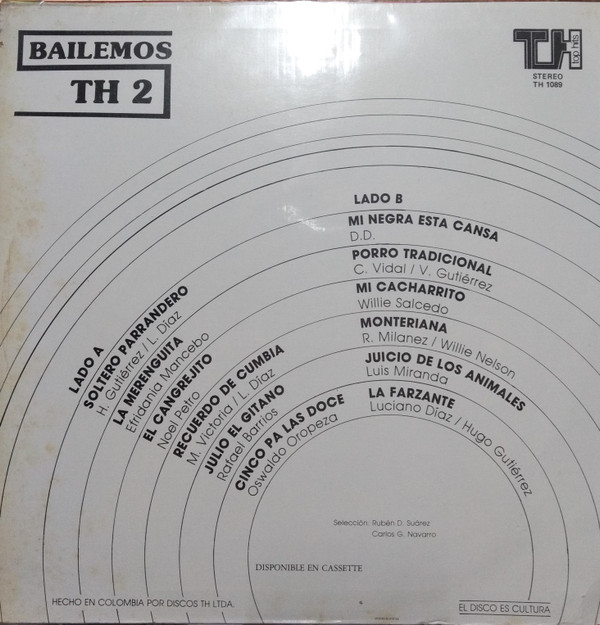 BAILEMOS
TH 2
TH
top hits
STEREO
TH 1089
LADO A
SOLTERO PARRANDERO
H. Gutiérrez / L. Díaz
LA MERENGUITA
Efridania Mancebo
EL CANGREJITO
Noel Petro
RECUERDO DE CUMBIA
M. Victoria / L. Díaz
JULIO EL GITANO
Rafael Barrios
CINCO PA LAS DOCE
Oswaldo Oropeza
LADO B
MI NEGRA ESTA CANSA
D.D.
PORRO TRADICIONAL
C. Vidal / V. Gutiérrez
MI CACHARRITO
Willie Salcedo
MONTERIANA
R. Milanez / Willie Nelson
JUICIO DE LOS ANIMALES
Luis Miranda
LA FARZANTE
Luciano Díaz / Hugo Gutiérrez
Selección: Rubén D. Suárez
Carlos G. Navarro
DISPONIBLE EN CASSETTE
HECHO EN COLOMBIA POR DISCOS TH LTDA.
EL DISCO ES CULTURA